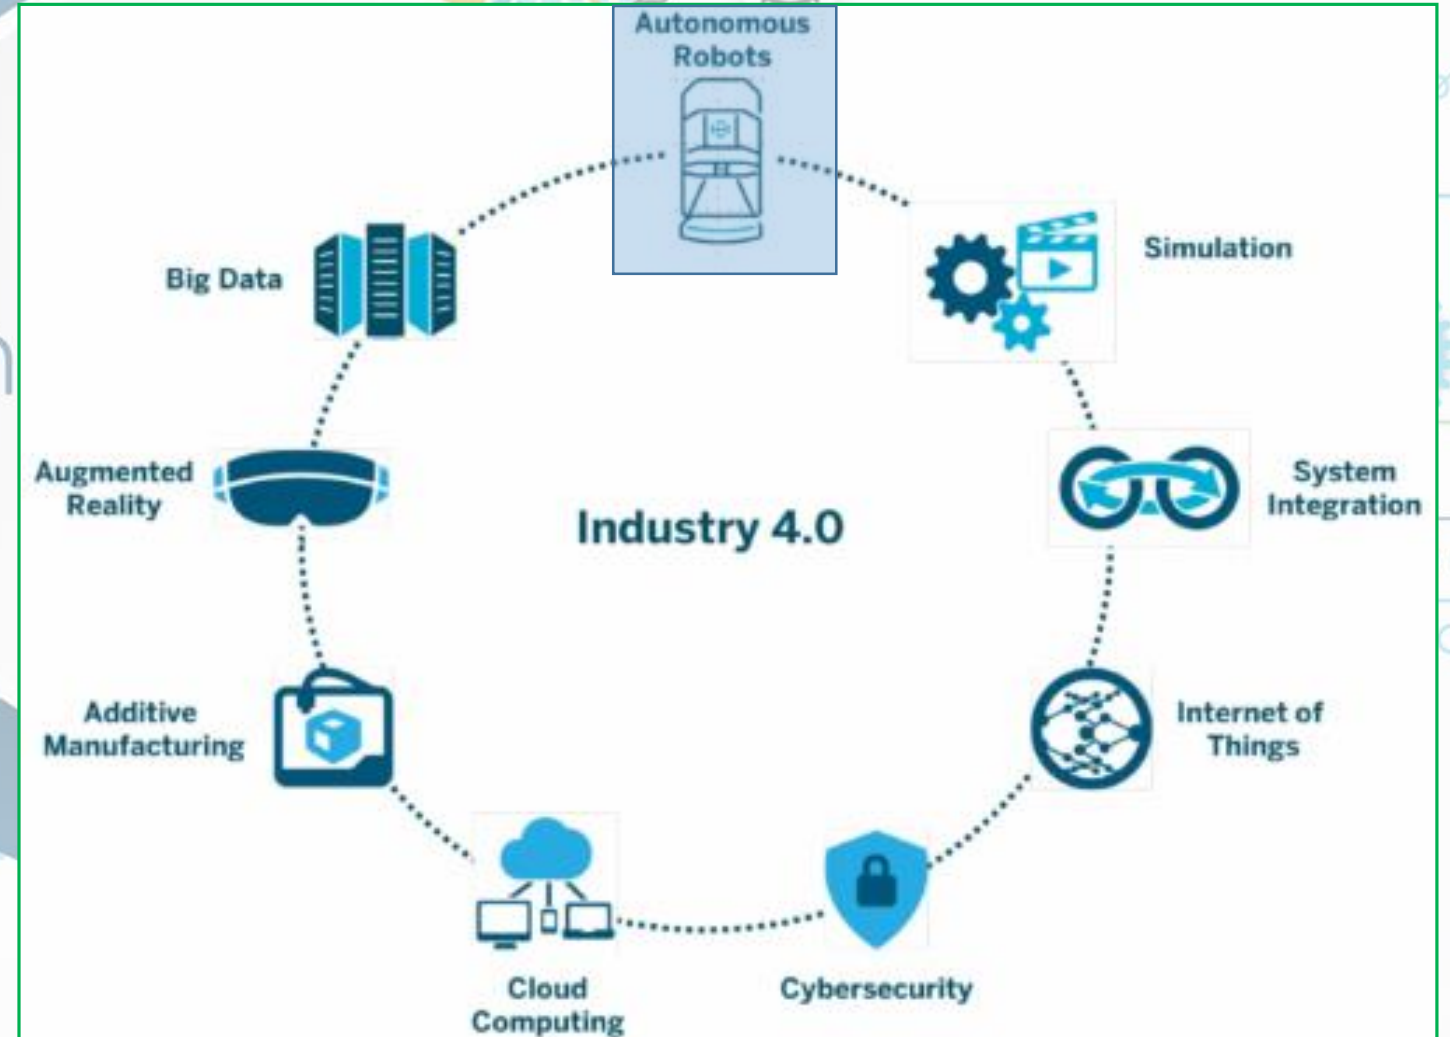 Autonomous
Robots
Simulation
Big Data
System
Integration
Augmented
Reality
Industry 4.0
Internet of
Things
Additive
Manufacturing
Cloud
Computing
Cybersecurity